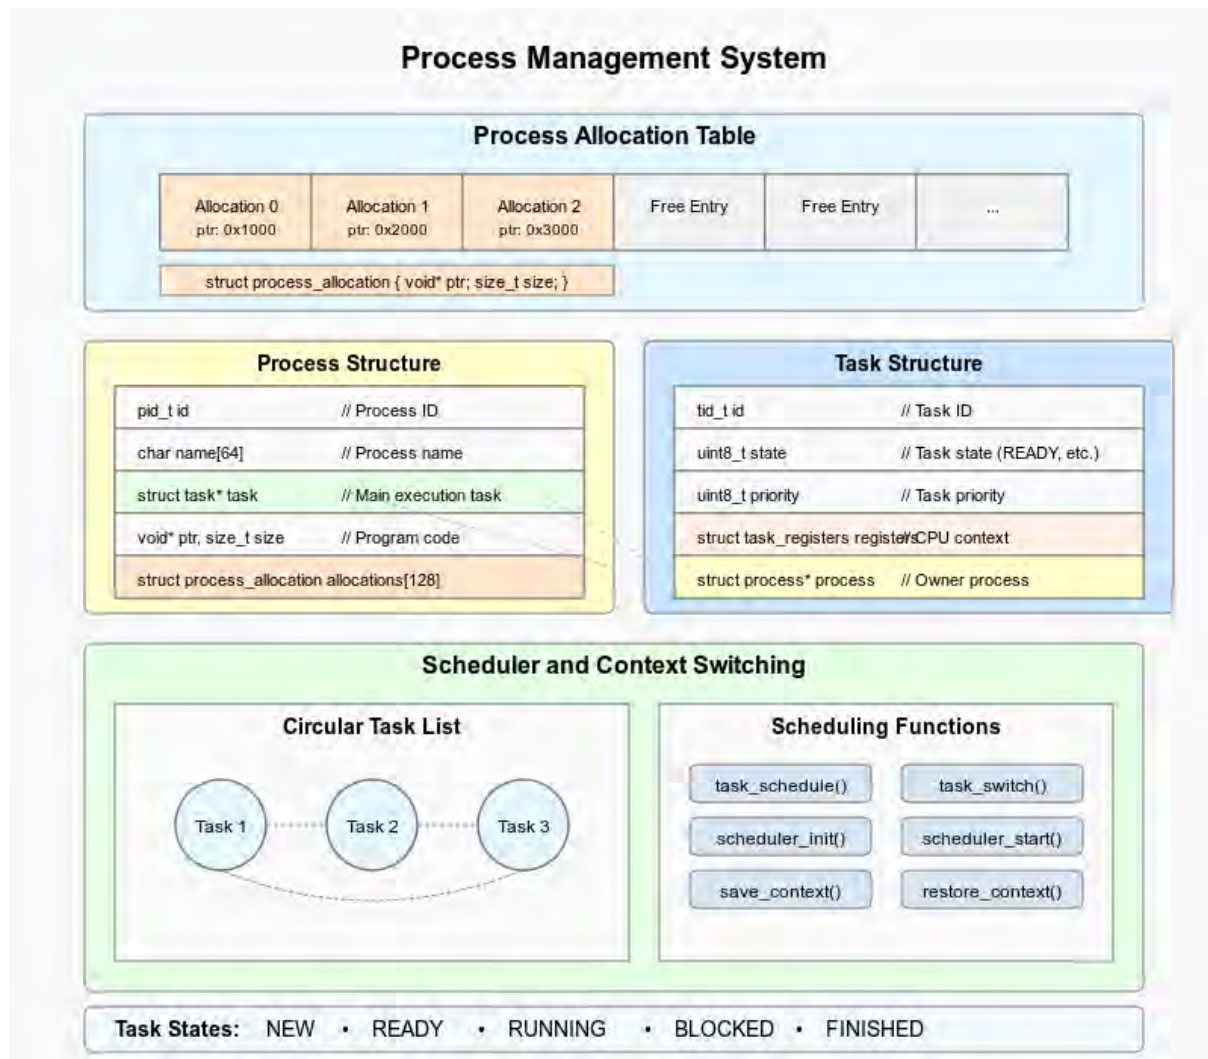 Process Management System
Process Allocation Table
Allocation 0
ptr: 0x1000
Allocation 1
ptr: 0x2000
Allocation 2
ptr: 0x3000
Free Entry
Free Entry
...
struct process_allocation { void* ptr; size_t size; }
Process Structure
pid_t id // Process ID
char name[64] // Process name
struct task* task // Main execution task
void* ptr, size_t size // Program code
struct process_allocation allocations[128]
Task Structure
tid_t id // Task ID
uint8_t state // Task state (READY, etc.)
uint8_t priority // Task priority
struct task_registers registers // CPU context
struct process* process // Owner process
Scheduler and Context Switching
Circular Task List
Task 1
Task 2
Task 3
Scheduling Functions
task_schedule() task_switch()
scheduler_init() scheduler_start()
save_context() restore_context()
Task States: NEW • READY • RUNNING • BLOCKED • FINISHED